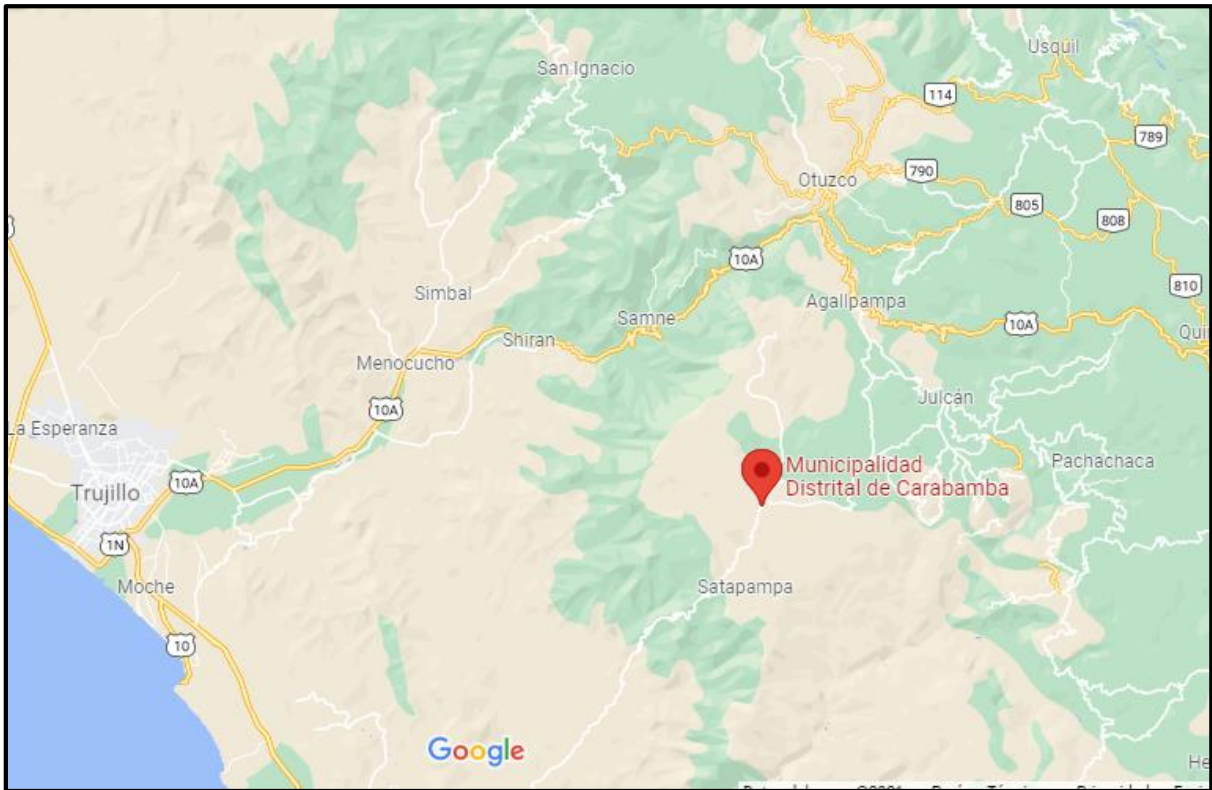 Usquil
San Ignacio
114
789
790
Otuzco
805
808
10A
810
Simbal
Agallpampa
Samne
10A
Shiran
Menocucho
Julcán
10A
La Esperanza
Municipalidad
Distrital de Carabamba
Pachachaca
10A
Trujillo
1N
Moche
Satapampa
10
Google